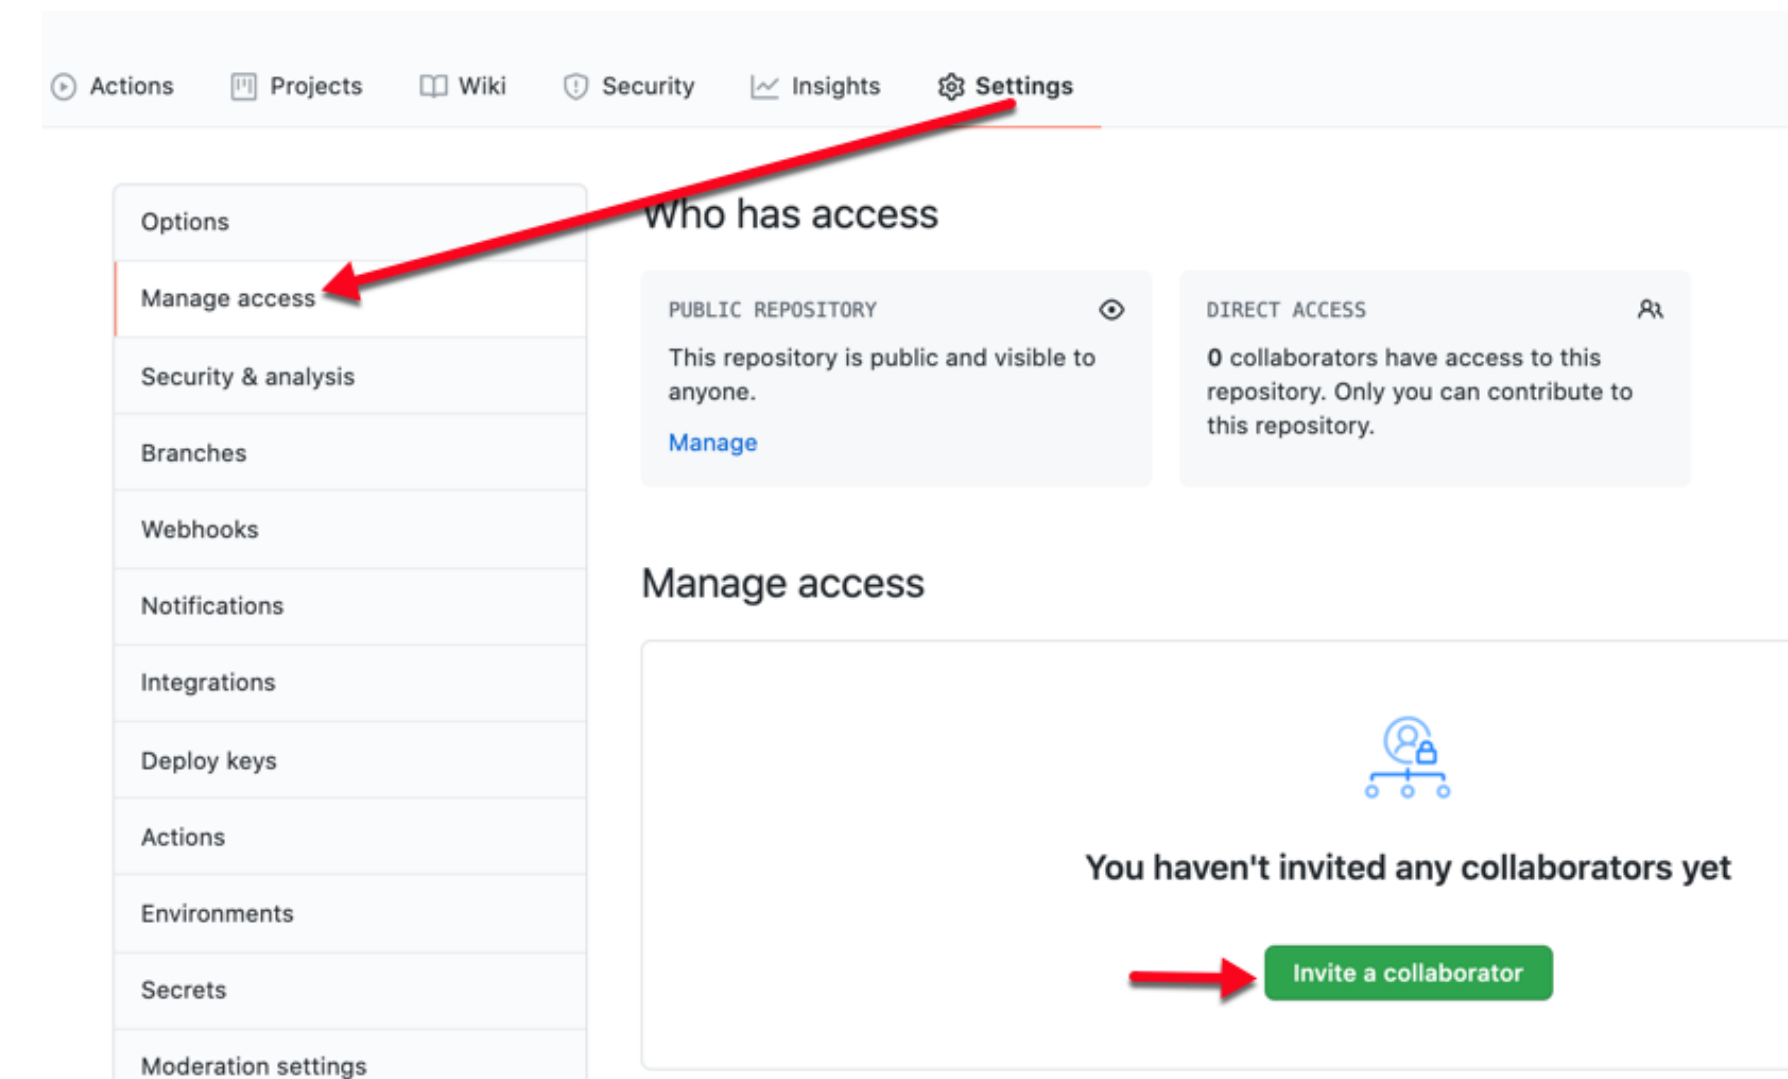 Actions Projects Wiki Security Insights Settings
Options
Manage access
Security & analysis
Branches
Webhooks
Notifications
Integrations
Deploy keys
Actions
Environments
Secrets
Moderation settings
Who has access
PUBLIC REPOSITORY
This repository is public and visible to
anyone.
Manage
DIRECT ACCESS
0 collaborators have access to this
repository. Only you can contribute to
this repository.
Manage access
You haven't invited any collaborators yet
Invite a collaborator